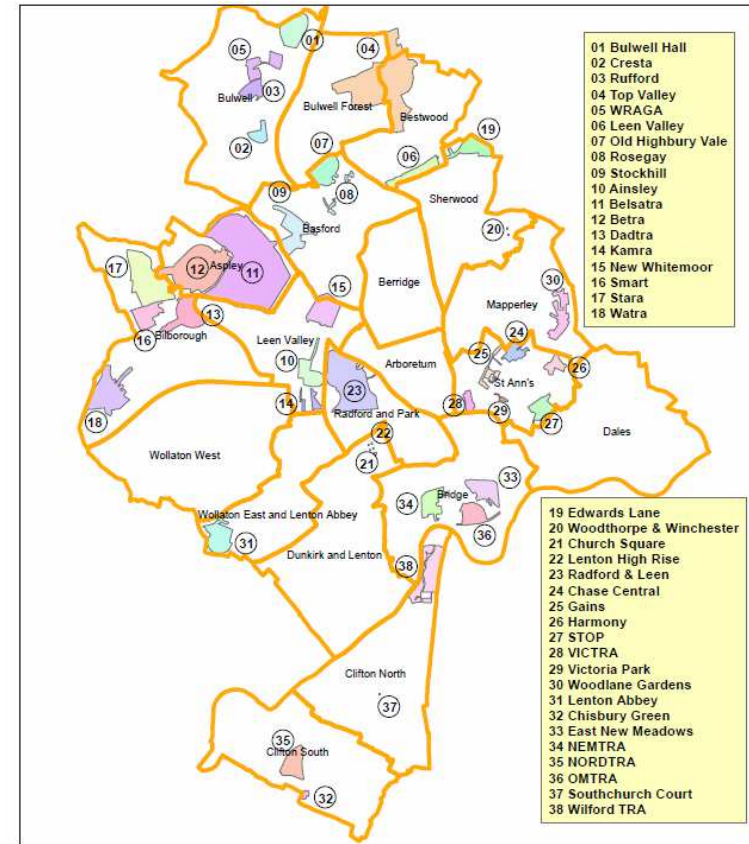 01 Bulwell Hall
02 Cresta
03 Rufford
04 Top Valley
05 WRAGA
06 Leen Valley
07 Old Highbury Vale
08 Rosegay
09 Stockhill
10 Ainsley
11 Belsatra
12 Betra
13 Dadtra
14 Kamra
15 New Whitemoor
16 Smart
17 Stara
18 Watra
01
04
05
Bulwell
03
Bulwell Forest
Bestwood
02
07
06
19
08
09
Sherwood
Basford
20
17
12
Aspley
11
15
Berridge
30
Mapperley
16
Bilborough
13
Leen Valley
24
10
Arboretum
25
St Ann's
26
18
14
23
Radford and Park
28
29
27
Dales
22
Wollaton West
21
33
Bridge
34
36
Wollaton East and Lenton Abbey
31
Dunkirk and Lenton
38
Clifton North
37
35
Clifton South
32
19 Edwards Lane
20 Woodthorpe & Winchester
21 Church Square
22 Lenton High Rise
23 Radford & Leen
24 Chase Central
25 Gains
26 Harmony
27 STOP
28 VICTRA
29 Victoria Park
30 Woodlane Gardens
31 Lenton Abbey
32 Chisbury Green
33 East New Meadows
34 NEMTRA
35 NORDTRA
36 OMTRA
37 Southchurch Court
38 Wilford TRA